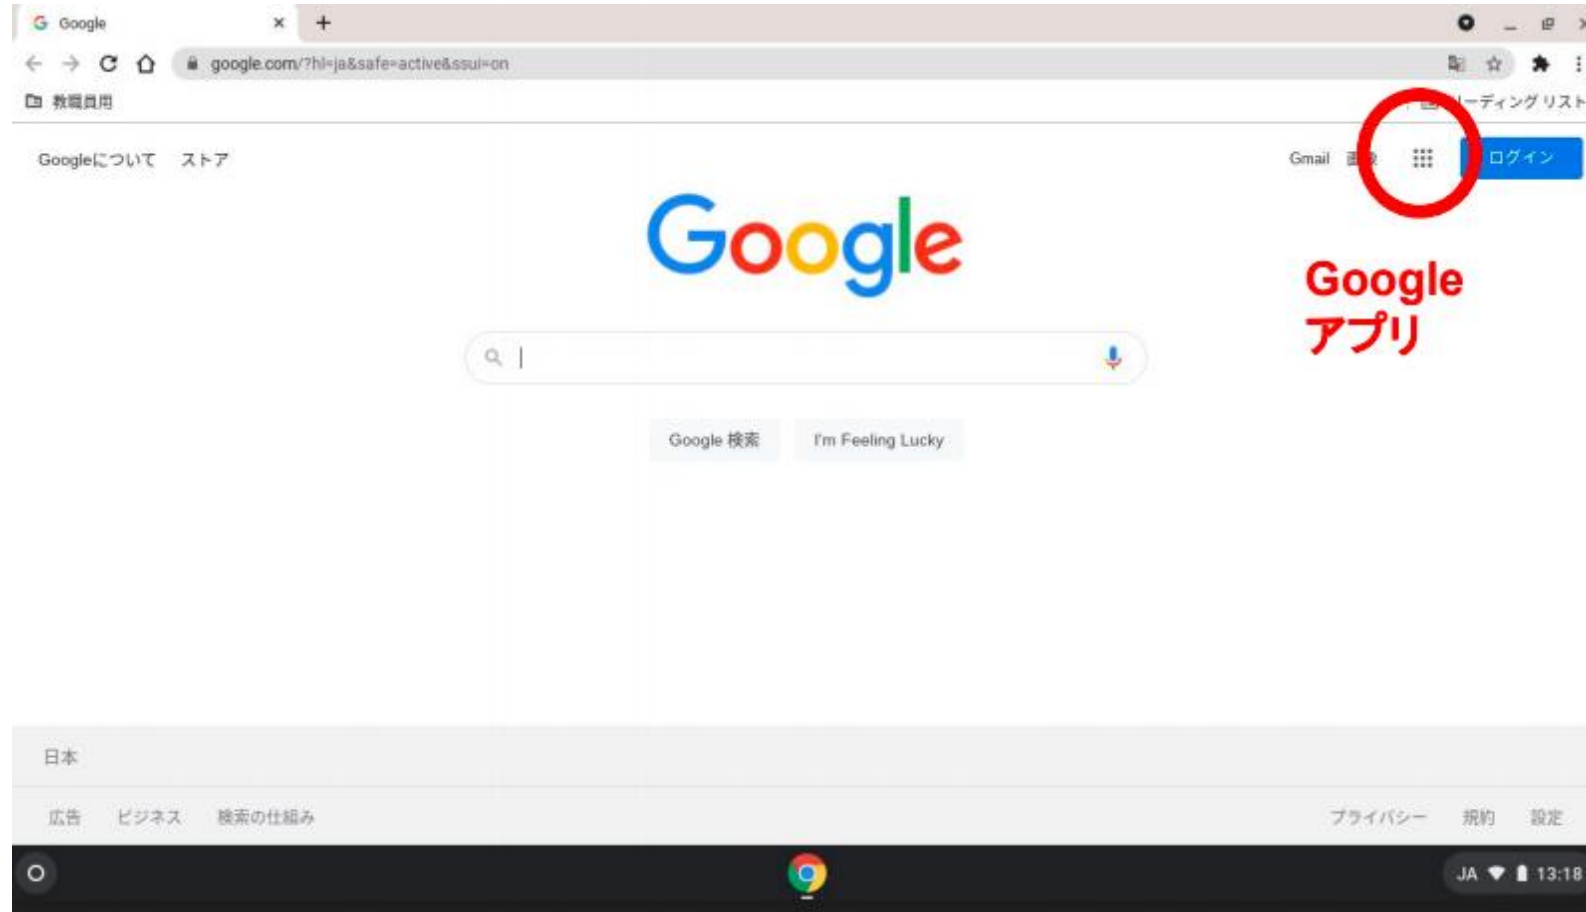 Google
google.com/?hl=ja&safe=active&ssui=on
教職員用
リーディング リスト
Googleについて ストア
Gmail 画像 ログイン
Google
Google
アプリ
Google 検索 I'm Feeling Lucky
日本
広告 ビジネス 検索の仕組み
プライバシー 規約 設定
JA 13:18